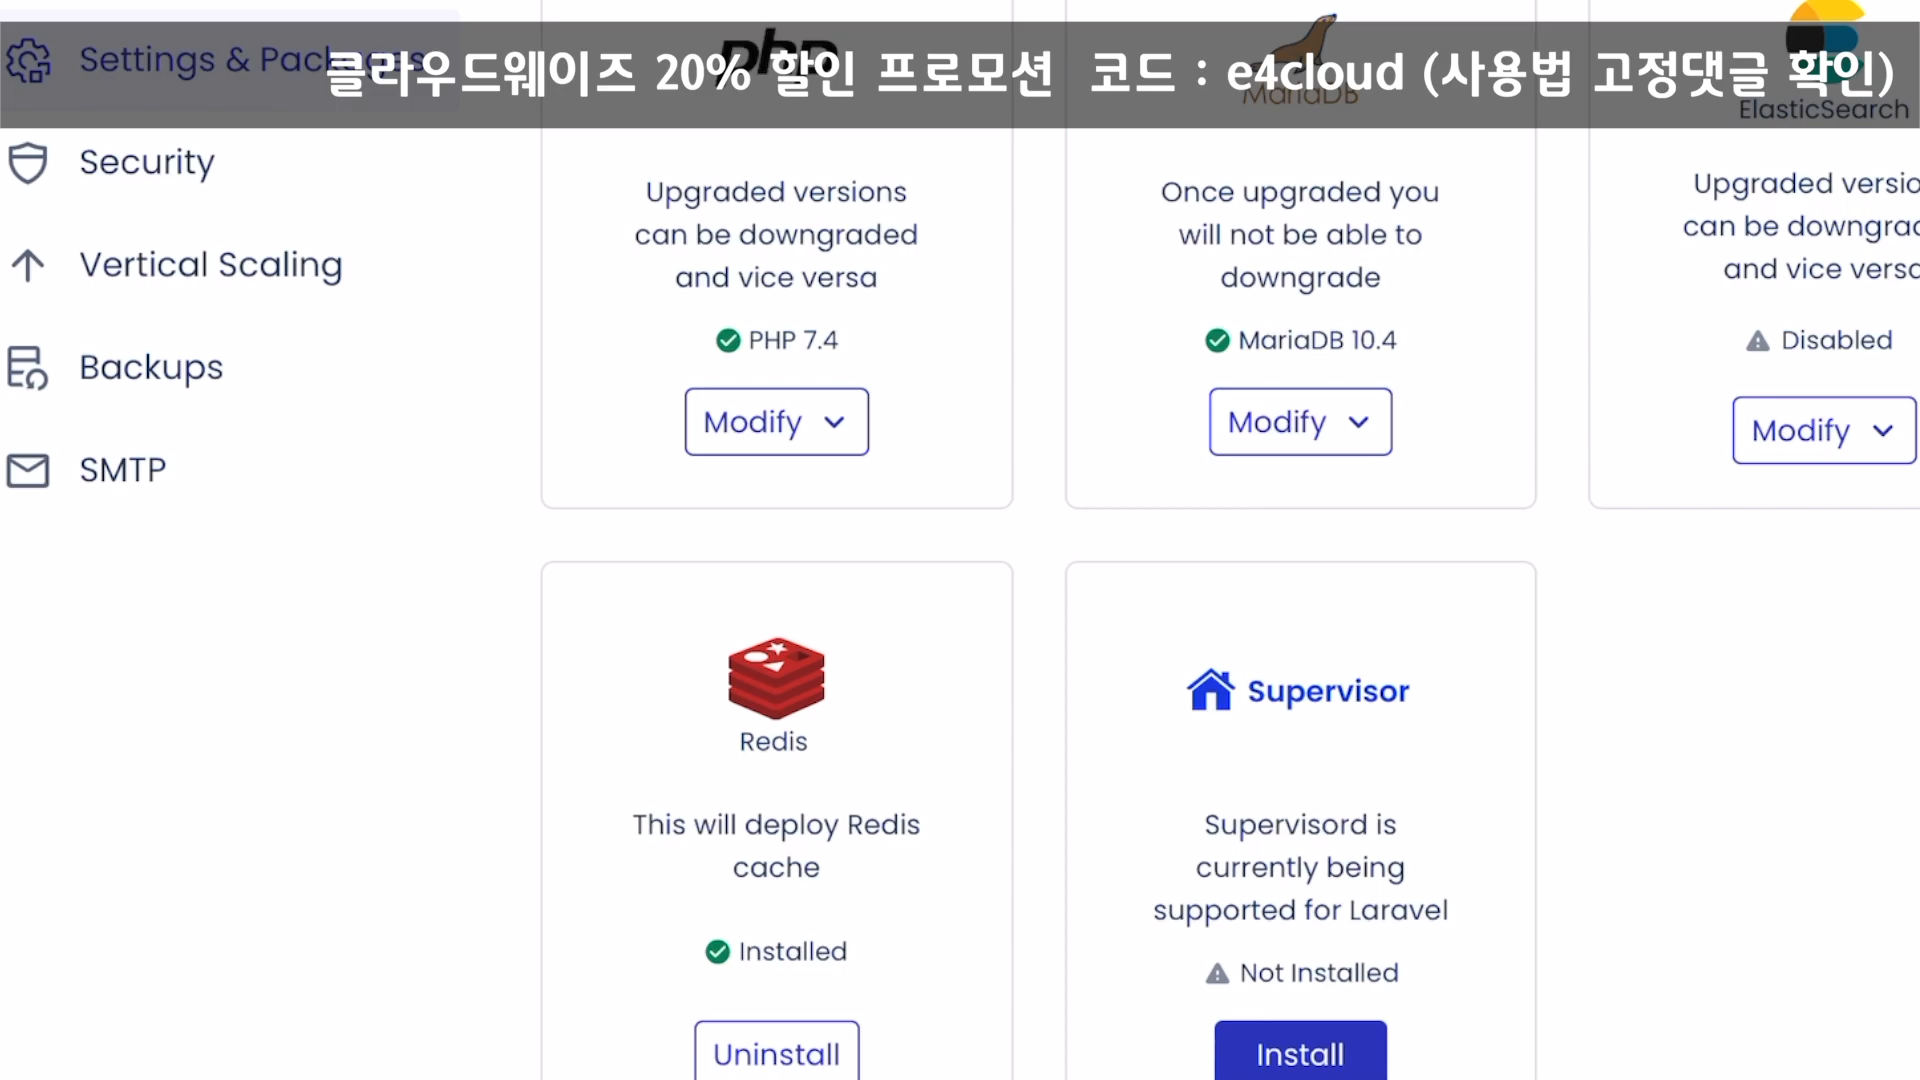 클라우드웨이즈 20% 할인 프로모션 코드 : e4cloud (사용법 고정댓글 확인)
Settings & Packages
Security
Vertical Scaling
Backups
SMTP
php
Upgraded versions
can be downgraded
and vice versa
PHP 7.4
Modify
MariaDB
Once upgraded you
will not be able to
downgrade
MariaDB 10.4
Modify
ElasticSearch
Upgraded versio
can be downgrad
and vice versa
Disabled
Modify
Redis
This will deploy Redis
cache
Installed
Uninstall
Supervisor
Supervisord is
currently being
supported for Laravel
Not Installed
Install